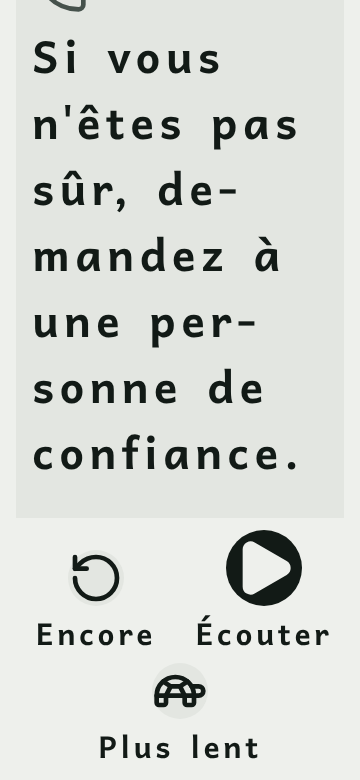 Si vous
n'êtes pas
sûr, de-
mandez à
une per-
sonne de
confiance.
Encore
Écouter
Plus lent